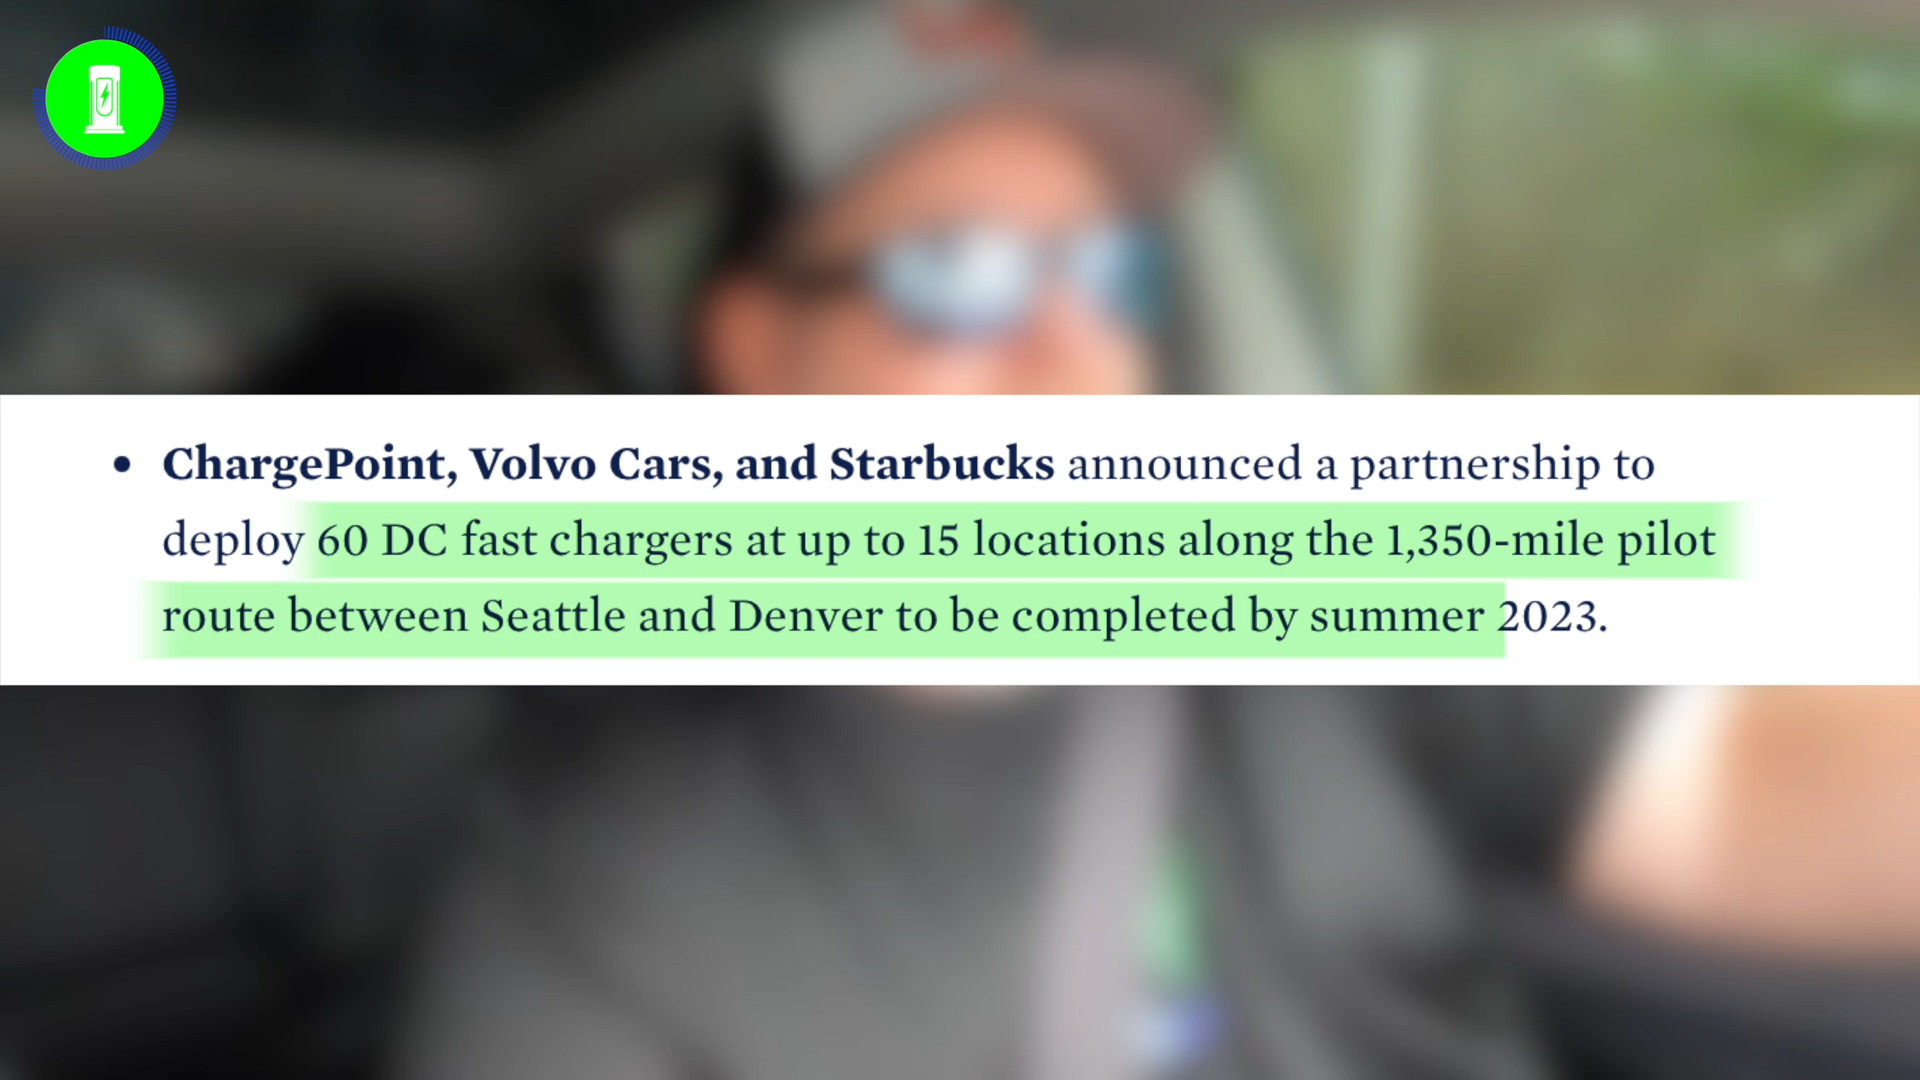 • ChargePoint, Volvo Cars, and Starbucks announced a partnership to
deploy 60 DC fast chargers at up to 15 locations along the 1,350-mile pilot
route between Seattle and Denver to be completed by summer 2023.